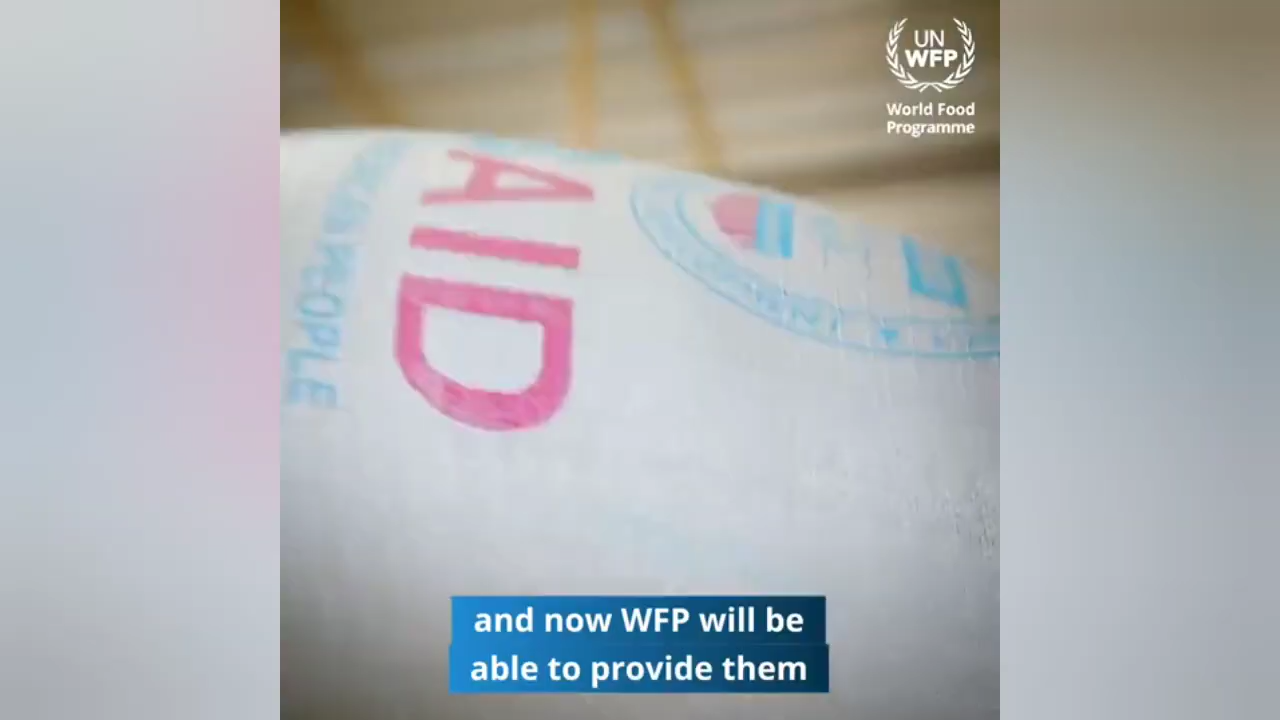 UN
WFP
World Food
Programme
AID
PEOPLE
and now WFP will be
able to provide them